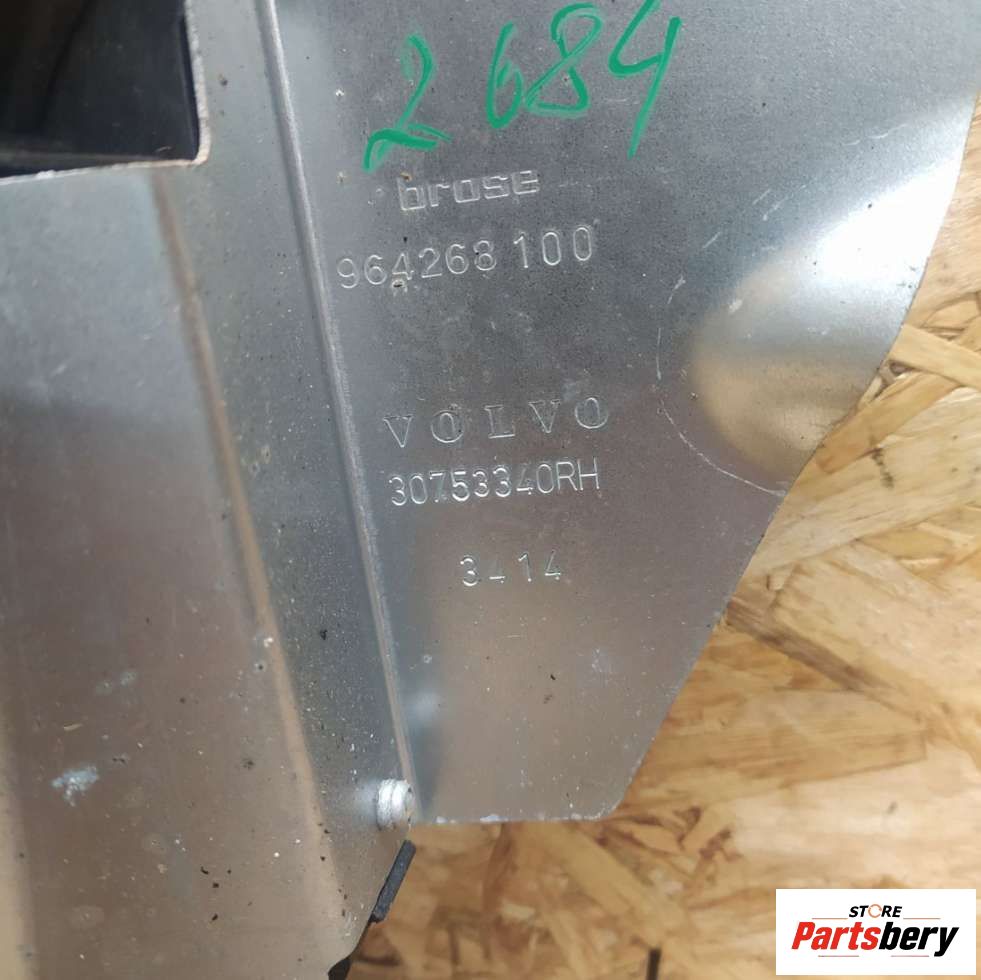 2684
brose
964268 100
VOLVO
30753340RH
3414
STORE
Partsbery